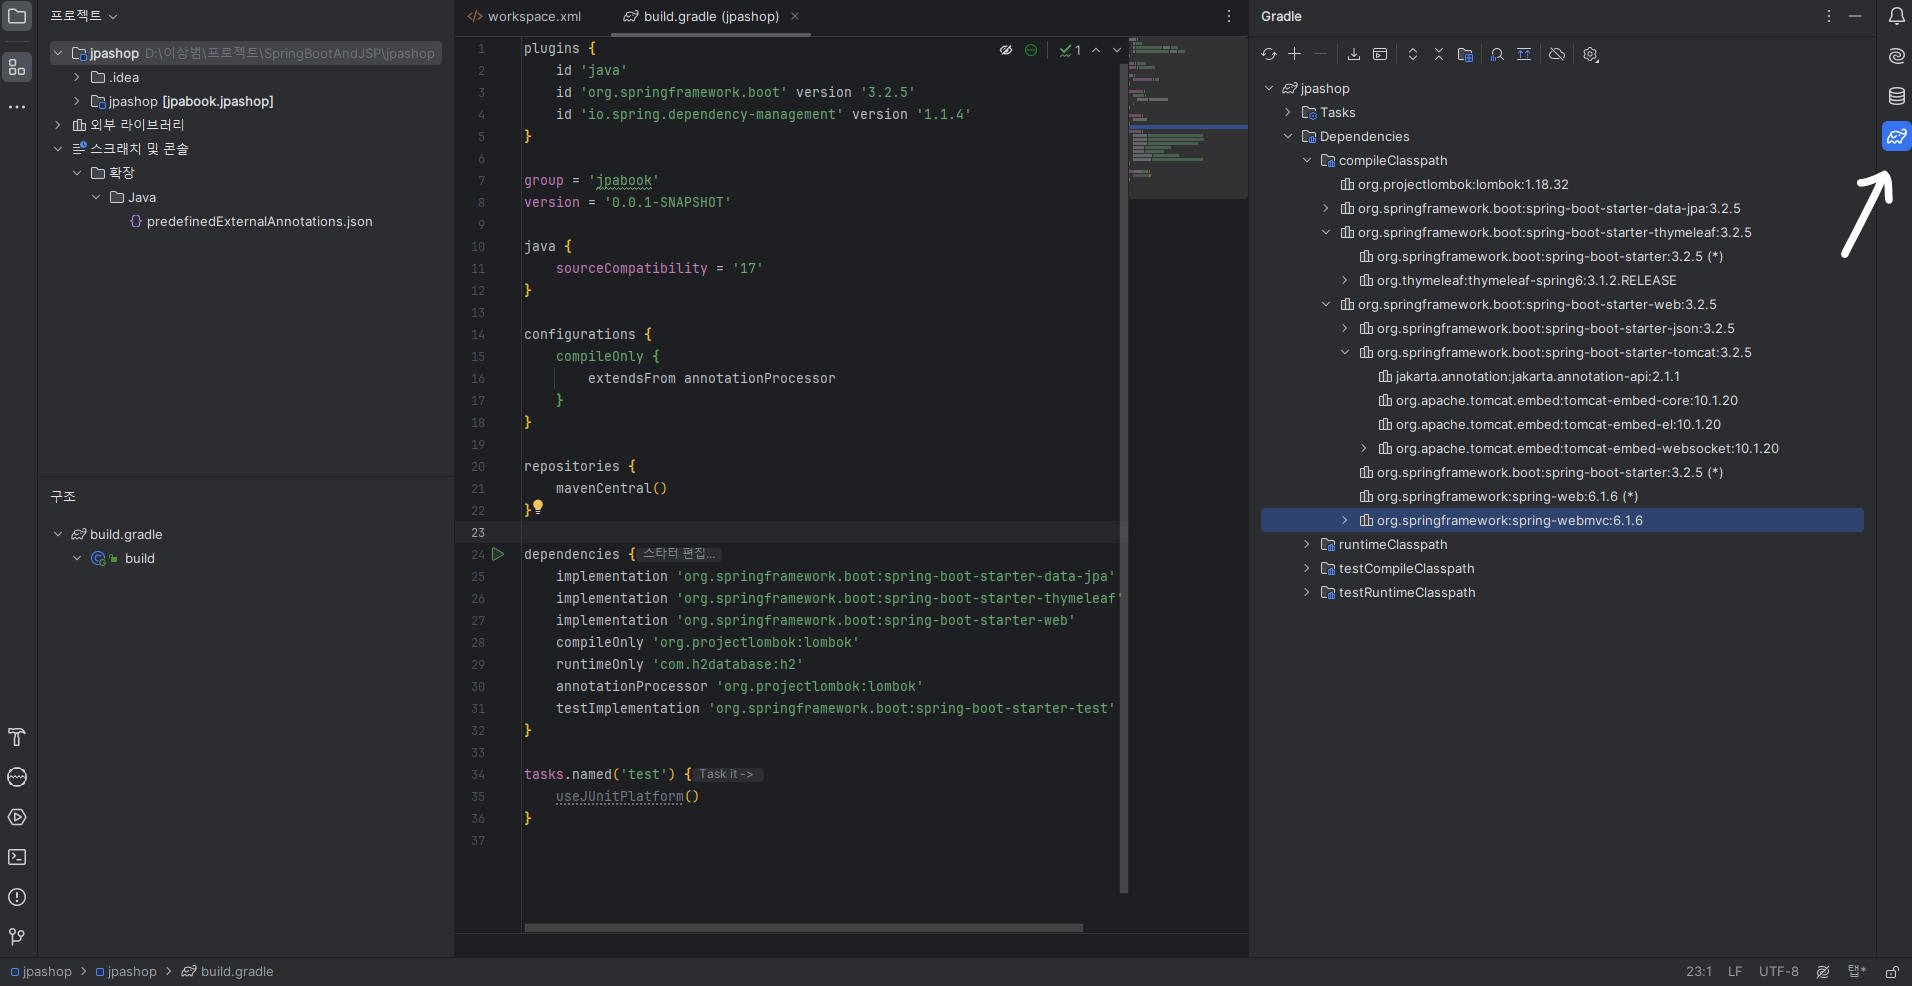 프로젝트
jpashop D:\이상범\프로젝트\SpringBootAndJSP\jpashop
.idea
jpashop [jpabook.jpashop]
외부 라이브러리
스크래치 및 콘솔
확장
Java
predefinedExternalAnnotations.json
구조
build.gradle
build
workspace.xml
build.gradle (jpashop)
1
1 plugins {
2 id 'java'
3 id 'org.springframework.boot' version '3.2.5'
4 id 'io.spring.dependency-management' version '1.1.4'
5 }
6
7 group = 'jpabook'
8 version = '0.0.1-SNAPSHOT'
9
10 java {
11 sourceCompatibility = '17'
12 }
13
14 configurations {
15 compileOnly {
16 extendsFrom annotationProcessor
17 }
18 }
19
20 repositories {
21 mavenCentral()
22 }
23
24 dependencies { 스타터 편집...
25 implementation 'org.springframework.boot:spring-boot-starter-data-jpa'
26 implementation 'org.springframework.boot:spring-boot-starter-thymeleaf'
27 implementation 'org.springframework.boot:spring-boot-starter-web'
28 compileOnly 'org.projectlombok:lombok'
29 runtimeOnly 'com.h2database:h2'
30 annotationProcessor 'org.projectlombok:lombok'
31 testImplementation 'org.springframework.boot:spring-boot-starter-test'
32 }
33
34 tasks.named('test') { Task it ->
35 useJUnitPlatform()
36 }
37
Gradle
jpashop
Tasks
Dependencies
compileClasspath
org.projectlombok:lombok:1.18.32
org.springframework.boot:spring-boot-starter-data-jpa:3.2.5
org.springframework.boot:spring-boot-starter-thymeleaf:3.2.5
org.springframework.boot:spring-boot-starter:3.2.5 (*)
org.thymeleaf:thymeleaf-spring6:3.1.2.RELEASE
org.springframework.boot:spring-boot-starter-web:3.2.5
org.springframework.boot:spring-boot-starter-json:3.2.5
org.springframework.boot:spring-boot-starter-tomcat:3.2.5
jakarta.annotation:jakarta.annotation-api:2.1.1
org.apache.tomcat.embed:tomcat-embed-core:10.1.20
org.apache.tomcat.embed:tomcat-embed-el:10.1.20
org.apache.tomcat.embed:tomcat-embed-websocket:10.1.20
org.springframework.boot:spring-boot-starter:3.2.5 (*)
org.springframework:spring-web:6.1.6 (*)
org.springframework:spring-webmvc:6.1.6
runtimeClasspath
testCompileClasspath
testRuntimeClasspath
jpashop > jpashop > build.gradle
23:1 LF UTF-8 탭*